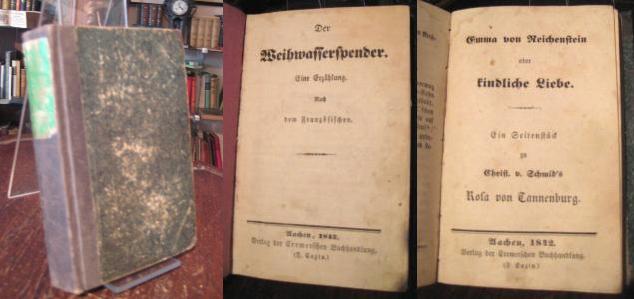 Der
Weihwasserspender.
Eine Erzählung.
Nach
dem Französischen.
Aachen, 1842.
Verlag der Cremerschen Buchhandlung.
(F. Cazin.)
Emma von Reichenstein
oder
kindliche Liebe.
Ein Seitenstück
zu
Christ. v. Schmid's
Rosa von Tannenburg.
Aachen, 1842.
Verlag der Cremerschen Buchhandlung.
(F. Cazin.)